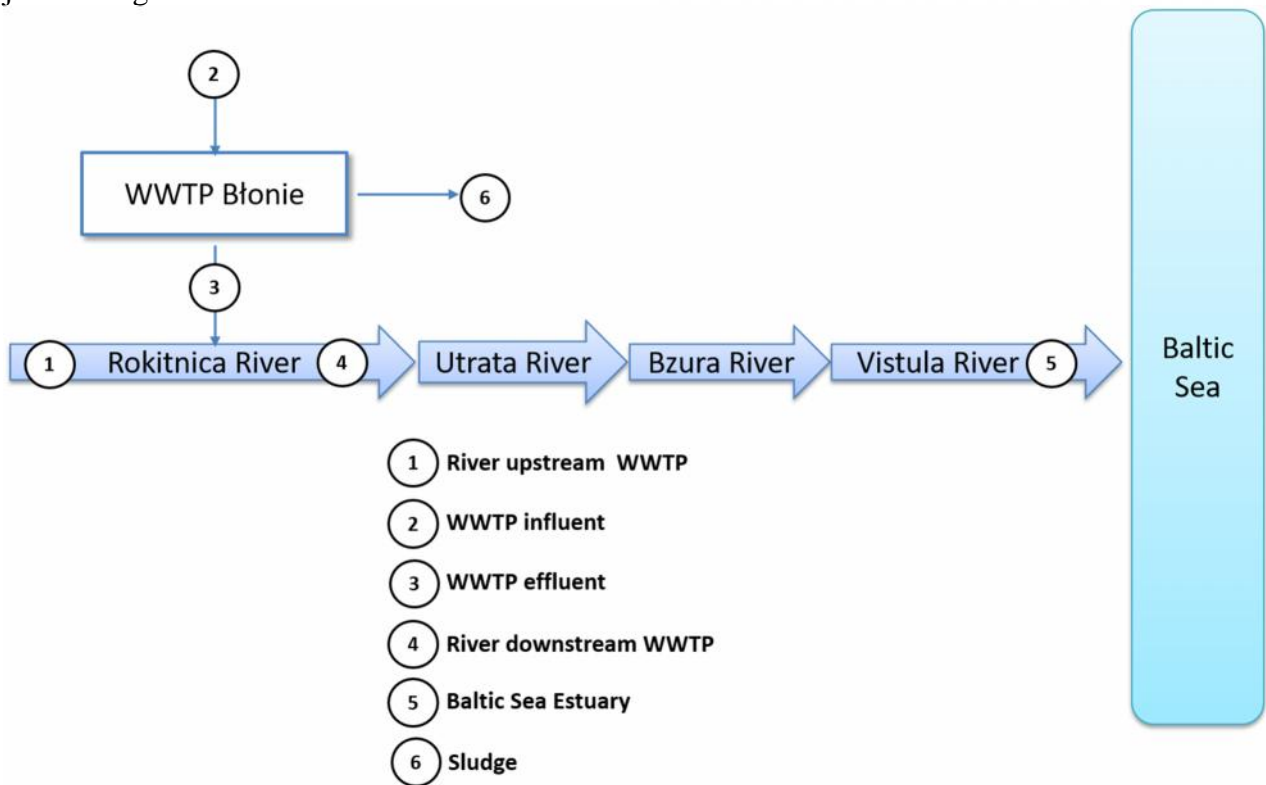 2
WWTP Błonie
6
3
1 Rokitnica River 4 Utrata River Bzura River Vistula River 5
Baltic
Sea
1 River upstream WWTP
2 WWTP influent
3 WWTP effluent
4 River downstream WWTP
5 Baltic Sea Estuary
6 Sludge